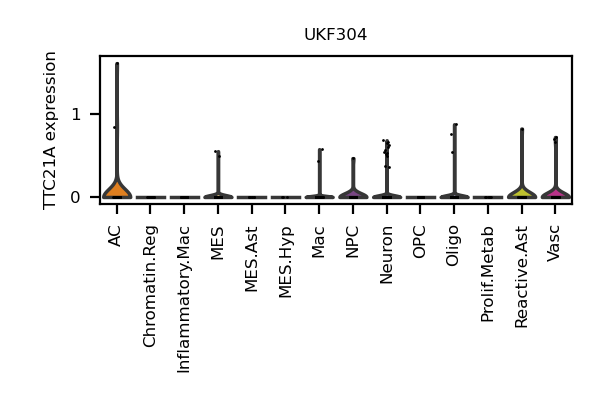 UKF304
TTC21A expression
1
0
AC
Chromatin.Reg
Inflammatory.Mac
MES
MES.Ast
MES.Hyp
Mac
NPC
Neuron
OPC
Oligo
Prolif.Metab
Reactive.Ast
Vasc